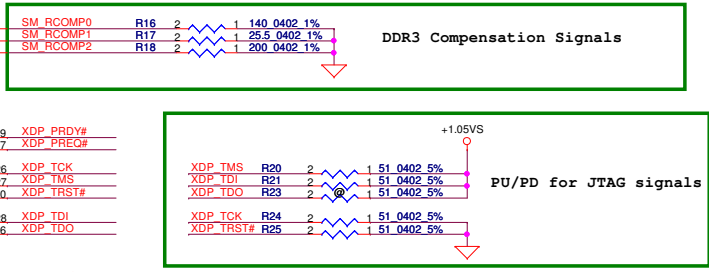 SM_RCOMP0 R16 2 1 140_0402_1%
SM_RCOMP1 R17 2 1 25.5_0402_1%
SM_RCOMP2 R18 2 1 200_0402_1%
DDR3 Compensation Signals
9 XDP_PRDY#
7 XDP_PREQ#
6 XDP_TCK
7 XDP_TMS
0 XDP_TRST#
8 XDP_TDI
6 XDP_TDO
+1.05VS
XDP_TMS R20 2 1 51_0402_5%
XDP_TDI R21 2 1 51_0402_5%
XDP_TDO R23 2 @ 1 51_0402_5%
PU/PD for JTAG signals
XDP_TCK R24 2 1 51_0402_5%
XDP_TRST# R25 2 1 51_0402_5%